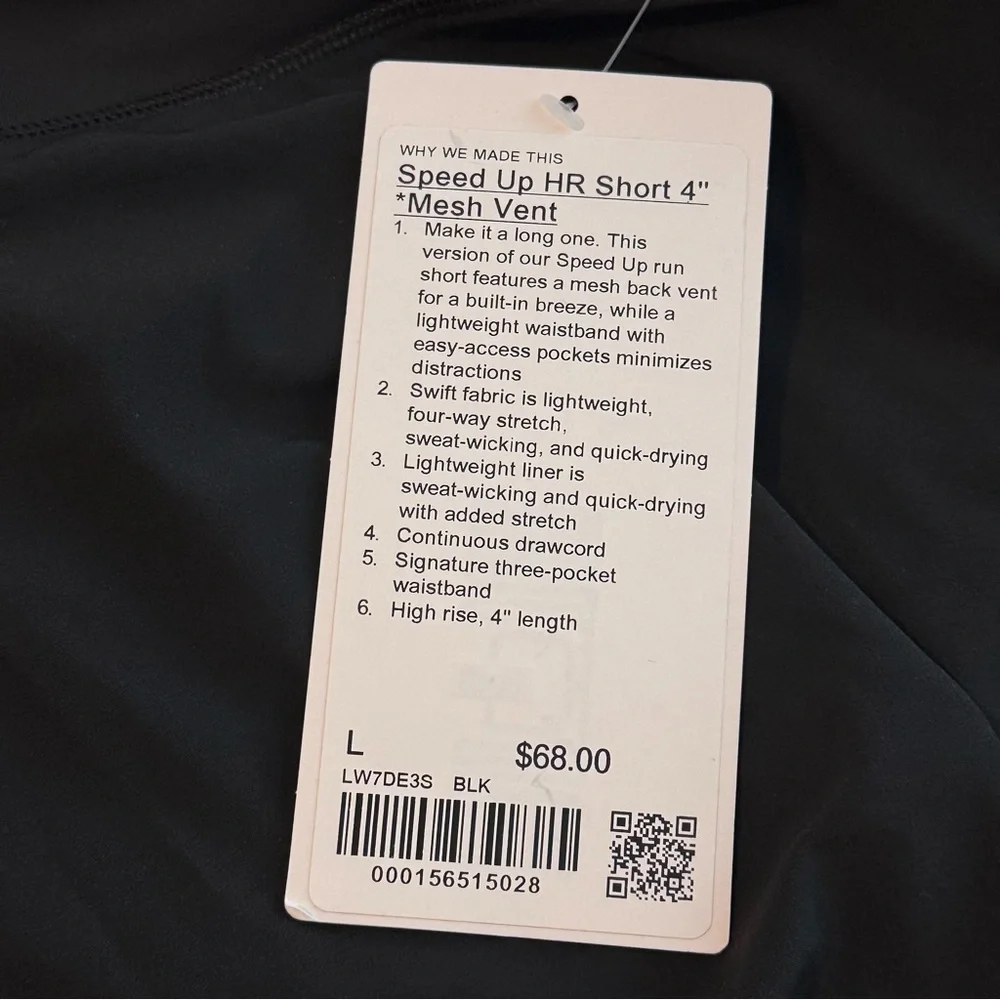 WHY WE MADE THIS
Speed Up HR Short 4"
*Mesh Vent
1. Make it a long one. This
version of our Speed Up run
short features a mesh back vent
for a built-in breeze, while a
lightweight waistband with
easy-access pockets minimizes
distractions
2. Swift fabric is lightweight,
four-way stretch,
sweat-wicking, and quick-drying
3. Lightweight liner is
sweat-wicking and quick-drying
with added stretch
4. Continuous drawcord
5. Signature three-pocket
waistband
6. High rise, 4" length
L $68.00
LW7DE3S BLK
000156515028